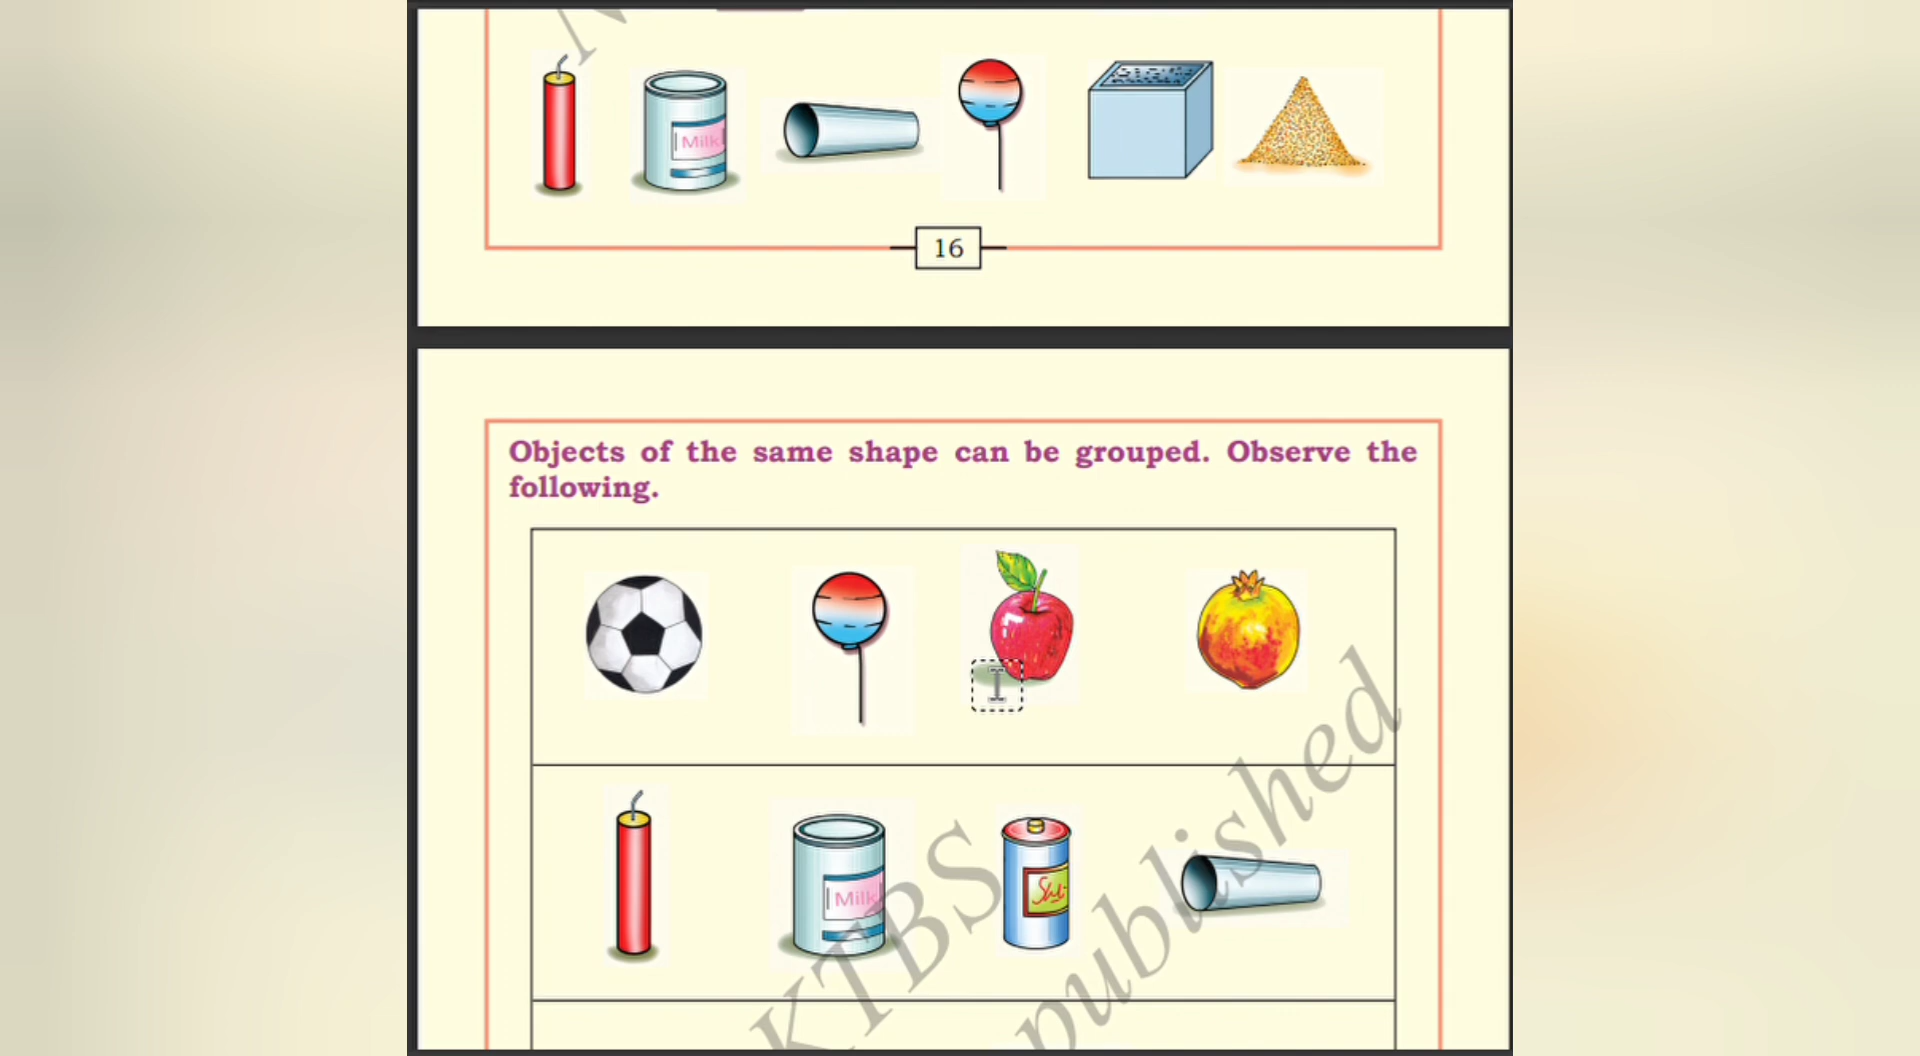 N
Milk
16
Objects of the same shape can be grouped. Observe the
following.
Milk
KTBS
published